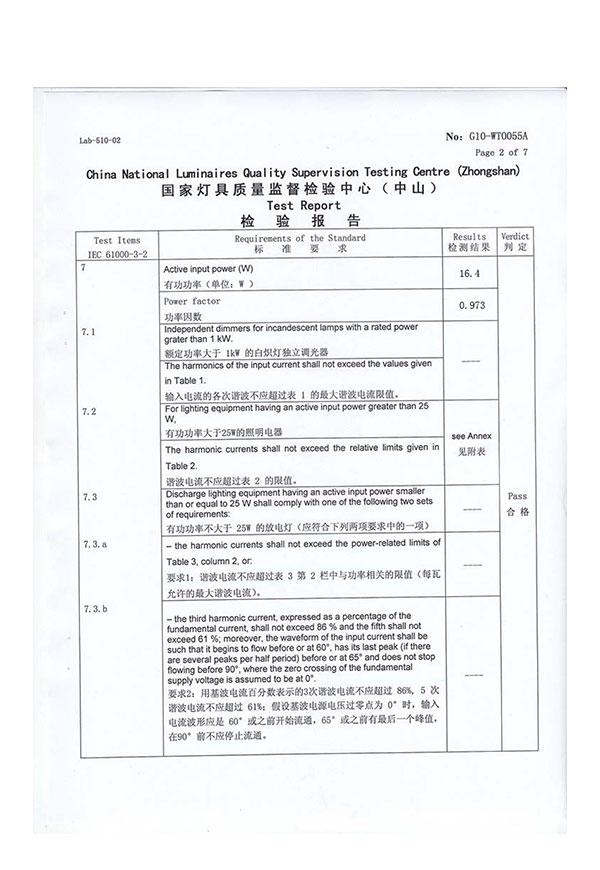 Lab-510-02
No: G10-WT0055A
Page 2 of 7
China National Luminaires Quality Supervision Testing Centre (Zhongshan)
国家灯具质量监督检验中心（中山）
Test Report
检 验 报 告
Test Items
IEC 61000-3-2
Requirements of the Standard
标 准 要 求
Results
检测结果
Verdict
判 定
7
Active input power (W)
有功功率（单位：W ）
16.4
Power factor
功率因数
0.973
7.1
Independent dimmers for incandescent lamps with a rated power
grater than 1 kW.
额定功率大于 1kW 的白炽灯独立调光器
The harmonics of the input current shall not exceed the values given
in Table 1.
输入电流的各次谐波不应超过表 1 的最大谐波电流限值。
----
7.2
For lighting equipment having an active input power greater than 25
W,
有功功率大于25W的照明电器
The harmonic currents shall not exceed the relative limits given in
Table 2.
谐波电流不应超过表 2 的限值。
see Annex
见附表
7.3
Discharge lighting equipment having an active input power smaller
than or equal to 25 W shall comply with one of the following two sets
of requirements:
有功功率不大于 25W 的放电灯（应符合下列两项要求中的一项）
----
Pass
合 格
7.3.a
– the harmonic currents shall not exceed the power-related limits of
Table 3, column 2, or:
要求1：谐波电流不应超过表 3 第 2 栏中与功率相关的限值（每瓦
允许的最大谐波电流）。
----
7.3.b
– the third harmonic current, expressed as a percentage of the
fundamental current, shall not exceed 86 % and the fifth shall not
exceed 61 %; moreover, the waveform of the input current shall be
such that it begins to flow before or at 60°, has its last peak (if there
are several peaks per half period) before or at 65° and does not stop
flowing before 90°, where the zero crossing of the fundamental
supply voltage is assumed to be at 0°.
要求2：用基波电流百分数表示的3次谐波电流不应超过 86%，5 次
谐波电流不应超过 61%；假设基波电源电压过零点为 0° 时，输入
电流波形应是 60° 或之前开始流通，65° 或之前有最后一个峰值，
在90° 前不应停止流通。
----